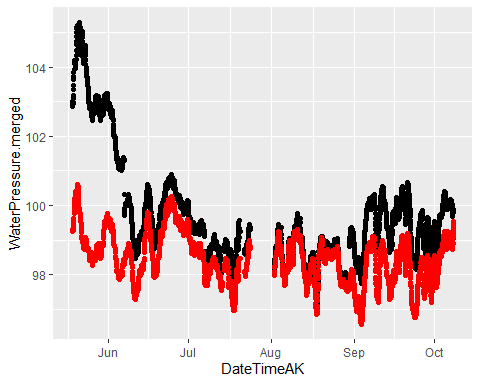 104
102
100
98
WaterPressure.merged
Jun Jul Aug Sep Oct
DateTimeAK